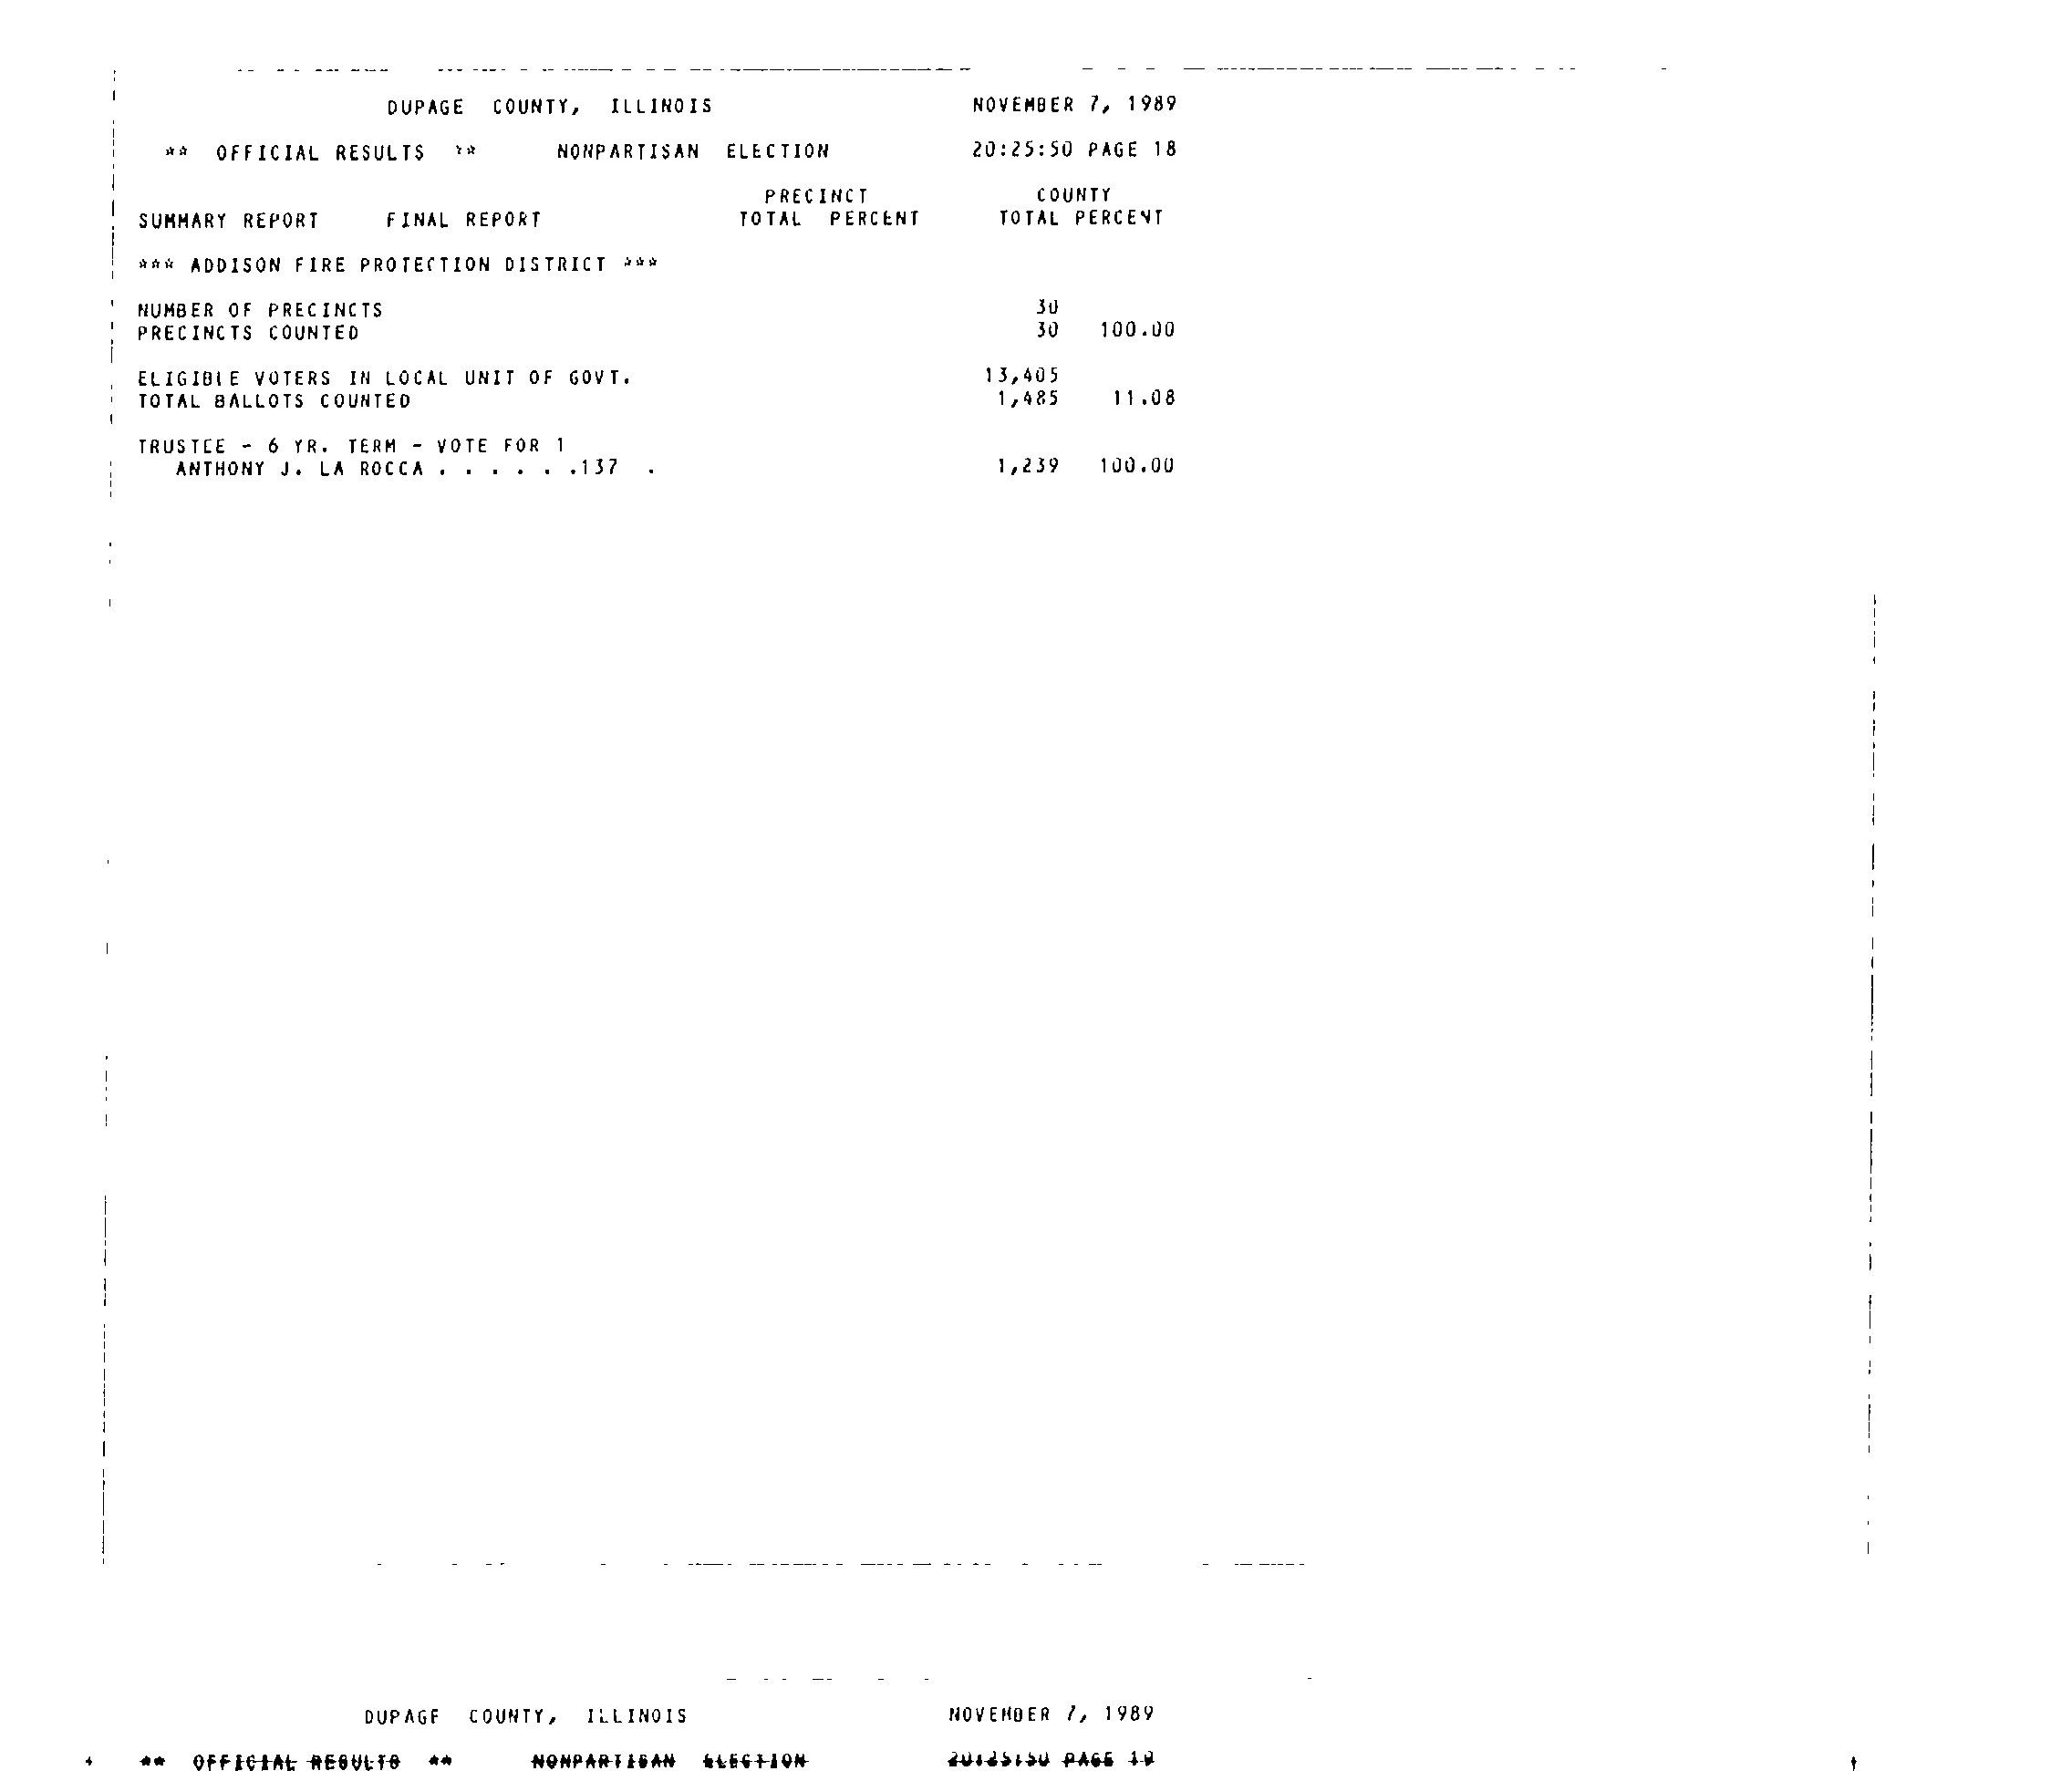 DUPAGE COUNTY, ILLINOIS NOVEMBER 7, 1989
** OFFICIAL RESULTS ** NONPARTISAN ELECTION 20:25:50 PAGE 18
PRECINCT COUNTY
SUMMARY REPORT FINAL REPORT TOTAL PERCENT TOTAL PERCENT
*** ADDISON FIRE PROTECTION DISTRICT ***
NUMBER OF PRECINCTS 30
PRECINCTS COUNTED 30 100.00
ELIGIBLE VOTERS IN LOCAL UNIT OF GOVT. 13,405
TOTAL BALLOTS COUNTED 1,485 11.08
TRUSTEE - 6 YR. TERM - VOTE FOR 1
ANTHONY J. LA ROCCA . . . . . .137 . 1,239 100.00
DUPAGE COUNTY, ILLINOIS NOVEMBER 7, 1989
** OFFICIAL RESULTS ** NONPARTISAN ELECTION 20:25:50 PAGE 19